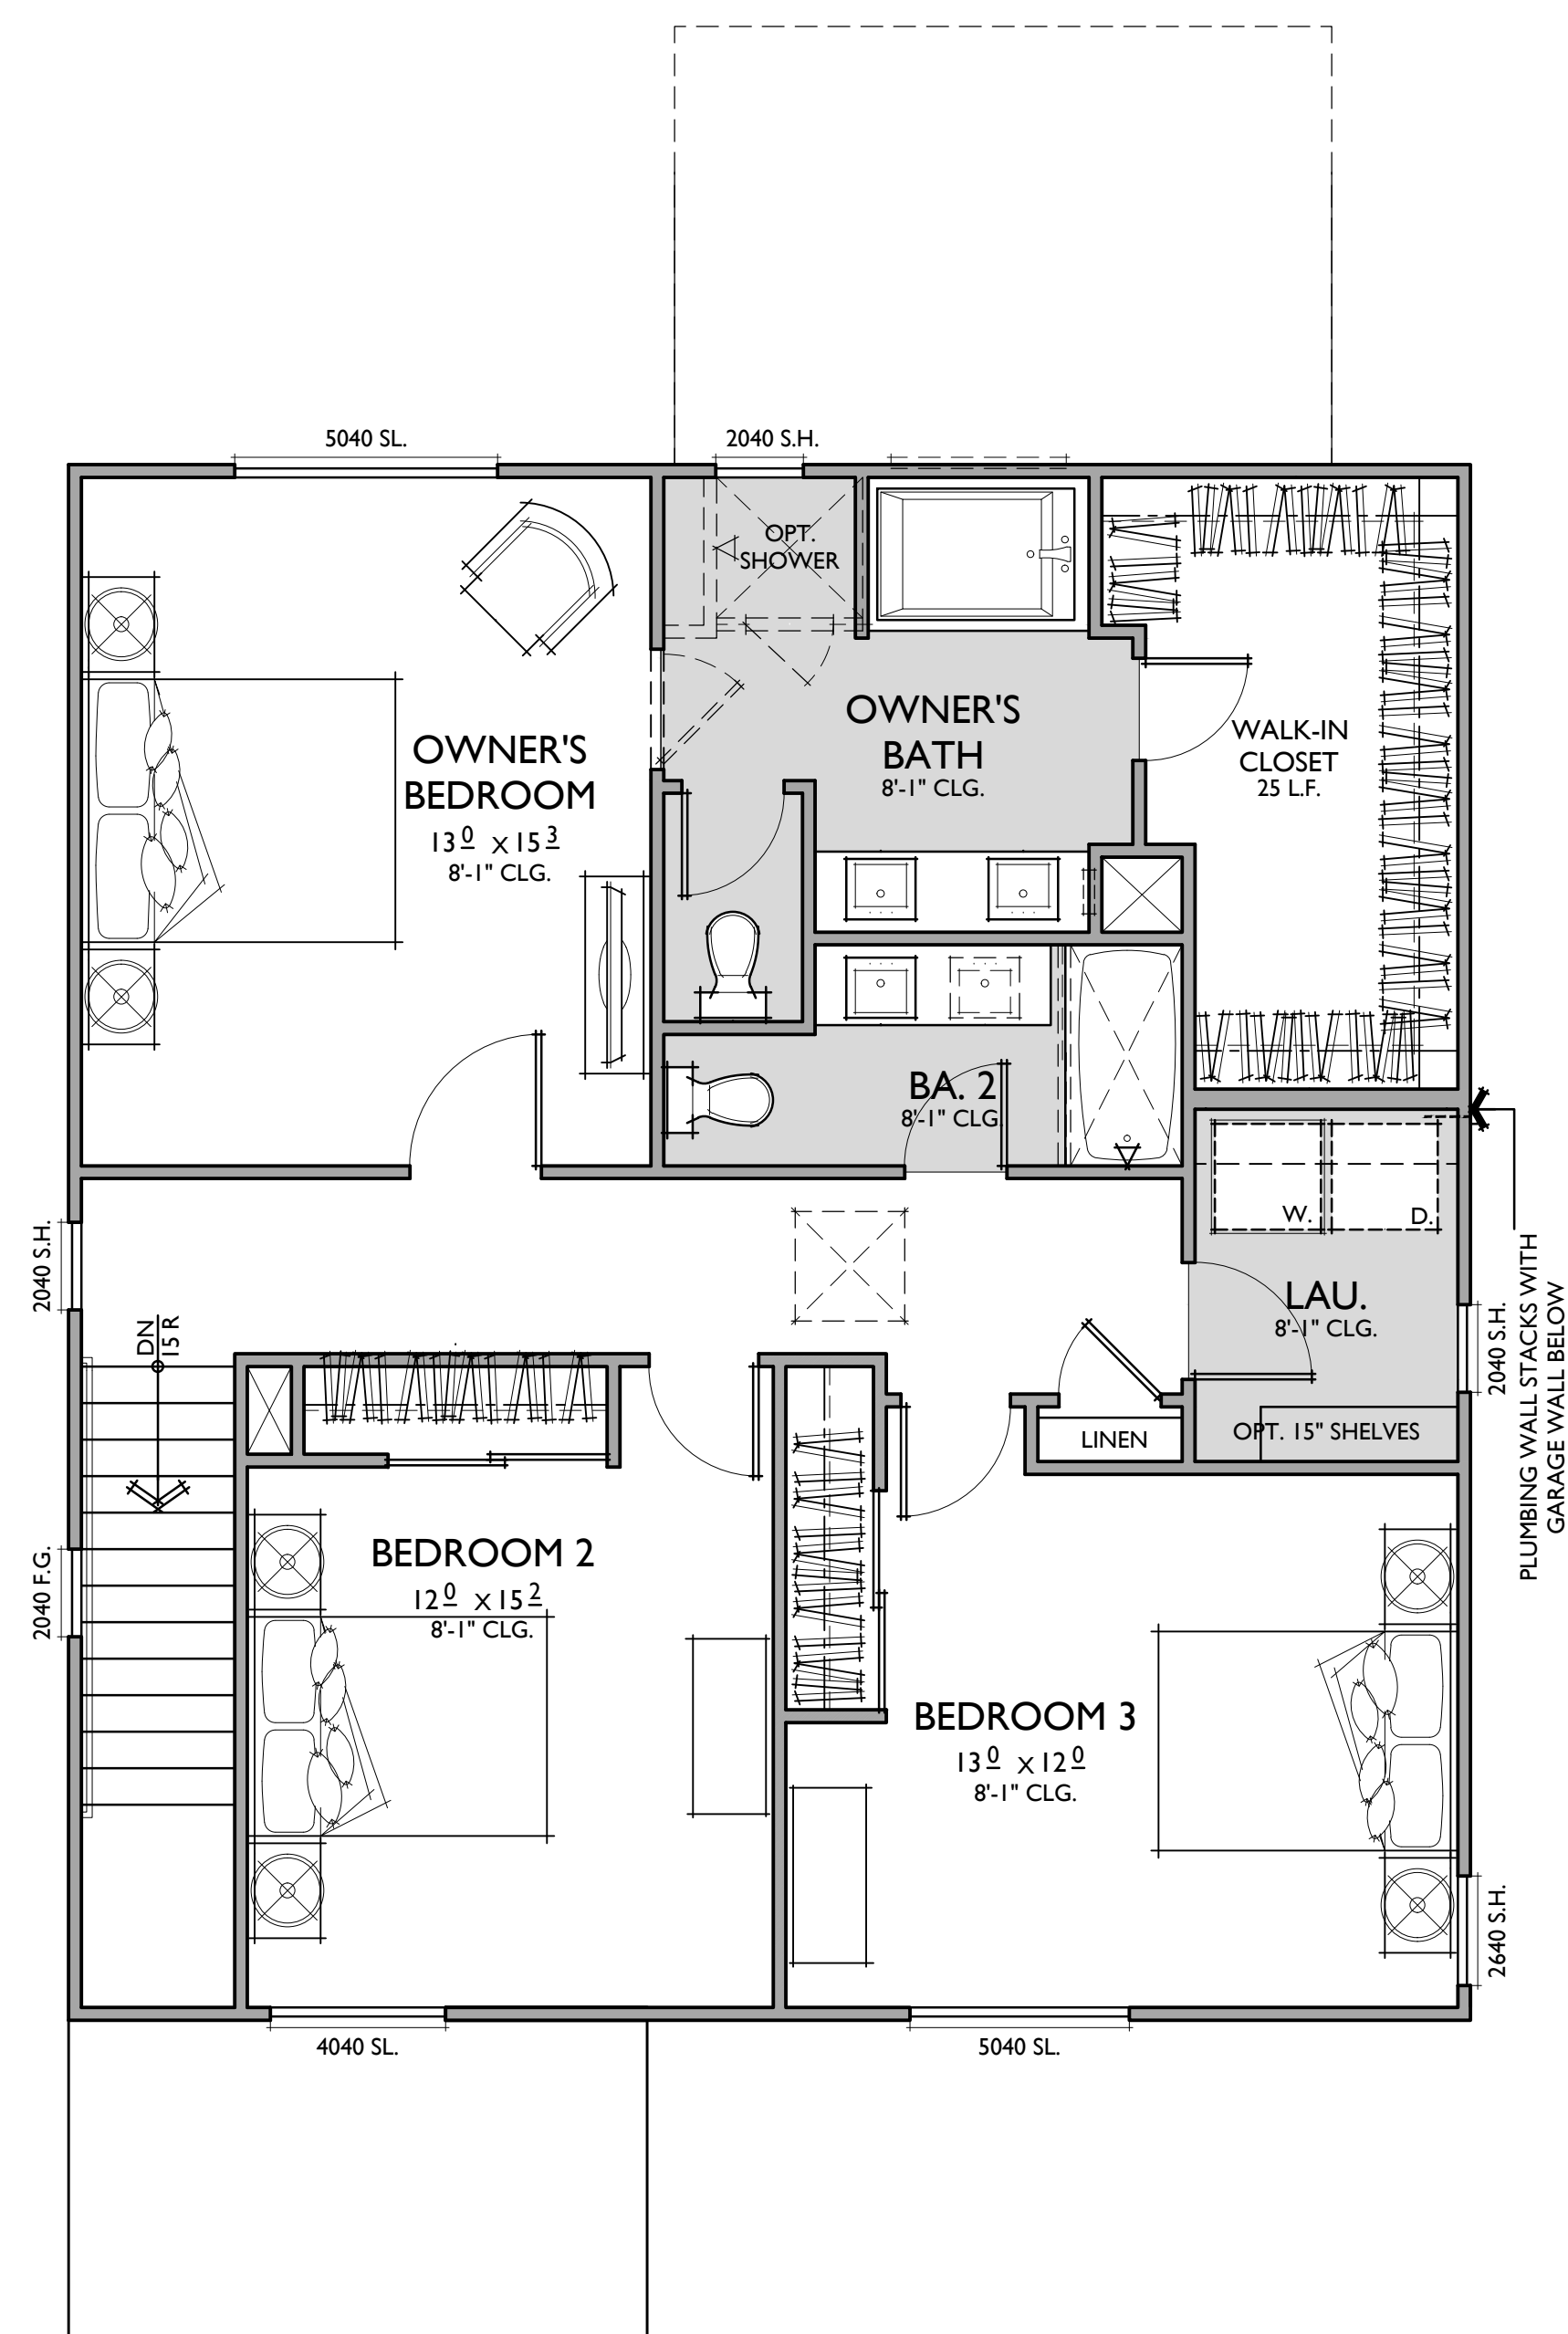 5040 SL.
2040 S.H.
OPT.
SHOWER
OWNER'S
BEDROOM
13 0 X 15 3
8'-1" CLG.
OWNER'S
BATH
8'-1" CLG.
WALK-IN
CLOSET
25 L.F.
BA. 2
8'-1" CLG.
W.
D.
LAU.
8'-1" CLG.
OPT. 15" SHELVES
LINEN
2040 S.H.
DN
15 R
2040 F.G.
BEDROOM 2
12 0 X 15 2
8'-1" CLG.
BEDROOM 3
13 0 X 12 0
8'-1" CLG.
2040 S.H.
PLUMBING WALL STACKS WITH
GARAGE WALL BELOW
2640 S.H.
4040 SL.
5040 SL.